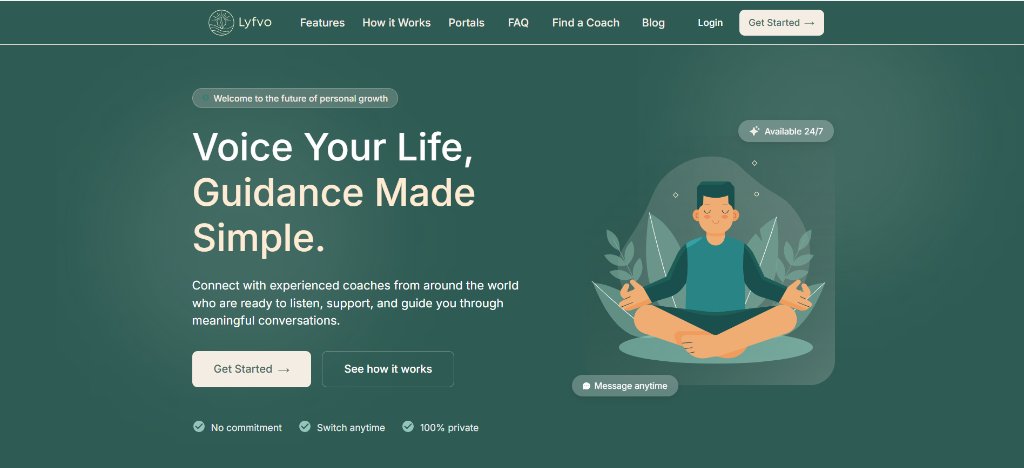 Lyfvo
Features
How it Works
Portals
FAQ
Find a Coach
Blog
Login
Get Started →
Welcome to the future of personal growth
Voice Your Life,
Guidance Made
Simple.
Connect with experienced coaches from around the world
who are ready to listen, support, and guide you through
meaningful conversations.
Get Started →
See how it works
No commitment
Switch anytime
100% private
Available 24/7
Message anytime